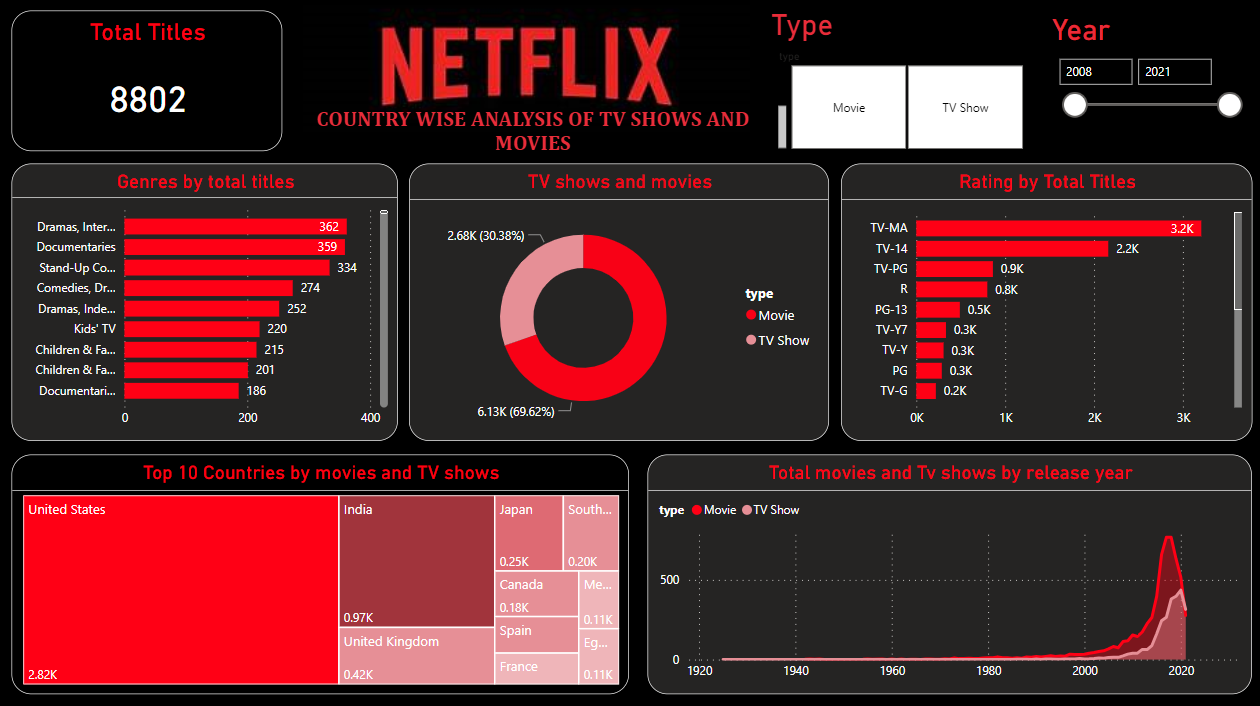 Total Titles
8802
NETFLIX
COUNTRY WISE ANALYSIS OF TV SHOWS AND
MOVIES
Type
type
Movie
TV Show
Year
2008
2021
Genres by total titles
Dramas, Inter... 362
Documentaries 359
Stand-Up Co... 334
Comedies, Dr... 274
Dramas, Inde... 252
Kids' TV 220
Children & Fa... 215
Children & Fa... 201
Documentari... 186
0 200 400
TV shows and movies
2.68K (30.38%)
6.13K (69.62%)
type
Movie
TV Show
Rating by Total Titles
TV-MA 3.2K
TV-14 2.2K
TV-PG 0.9K
R 0.8K
PG-13 0.5K
TV-Y7 0.3K
TV-Y 0.3K
PG 0.3K
TV-G 0.2K
0K 1K 2K 3K
Top 10 Countries by movies and TV shows
United States
2.82K
India
0.97K
United Kingdom
0.42K
Japan
0.25K
South...
0.20K
Canada
0.18K
Spain
France
Me...
0.11K
Eg...
0.11K
Total movies and Tv shows by release year
type Movie TV Show
500
0
1920 1940 1960 1980 2000 2020